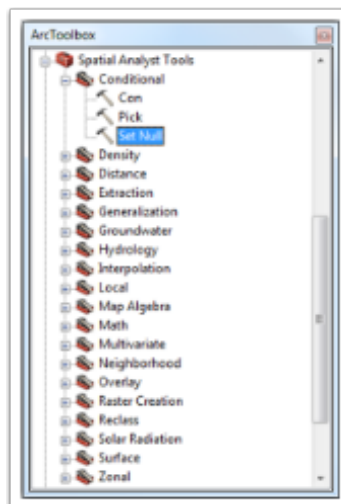 ArcToolbox
Spatial Analyst Tools
Conditional
Con
Pick
Set Null
Density
Distance
Extraction
Generalization
Groundwater
Hydrology
Interpolation
Local
Map Algebra
Math
Multivariate
Neighborhood
Overlay
Raster Creation
Reclass
Solar Radiation
Surface
Zonal